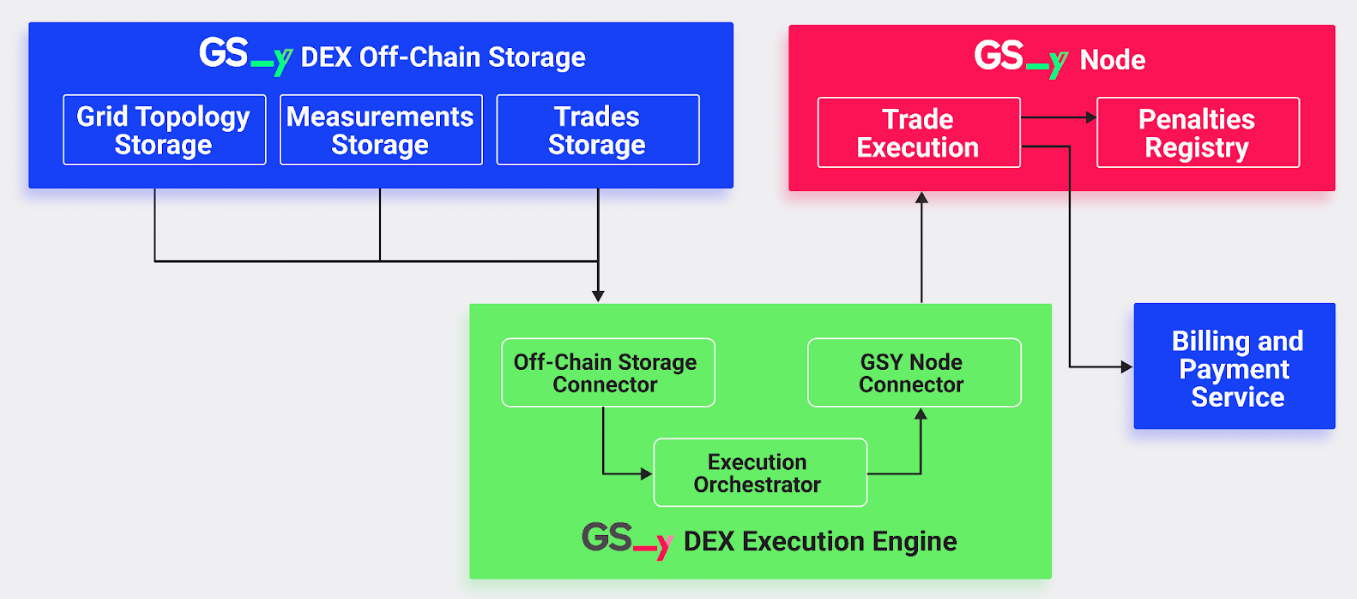 GS_y DEX Off-Chain Storage
Grid Topology
Storage
Measurements
Storage
Trades
Storage
GS_y Node
Trade
Execution
Penalties
Registry
Off-Chain Storage
Connector
GSY Node
Connector
Execution
Orchestrator
GS_y DEX Execution Engine
Billing and
Payment
Service